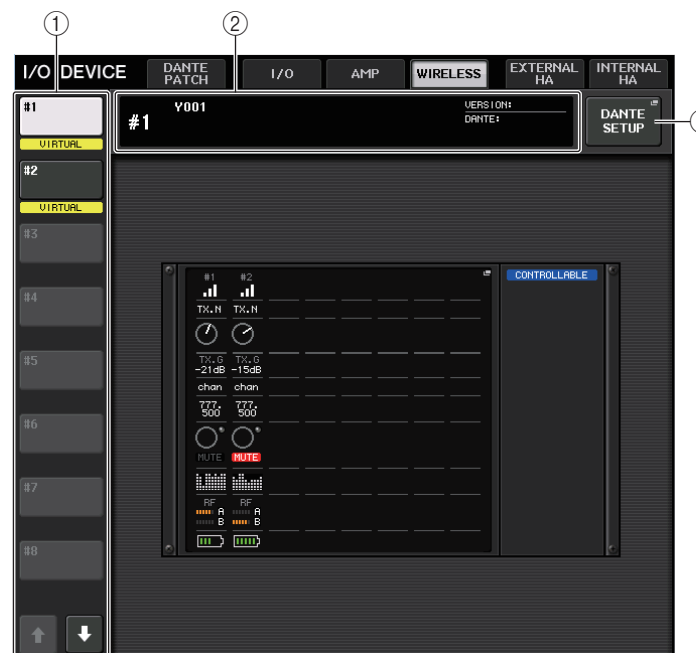 ① ②
I/O DEVICE DANTE PATCH I/O AMP WIRELESS EXTERNAL HA INTERNAL HA
#1
VIRTUAL
#1 Y001 VERSION:
DANTE:
DANTE SETUP
#2
VIRTUAL
#3
#4
#5
#6
#7
#8
#1 #2
CONTROLLABLE
TX.N TX.N
TX.G TX.G
-21dB -15dB
chan chan
777. 777.
500 500
MUTE MUTE
RF RF
A A
B B